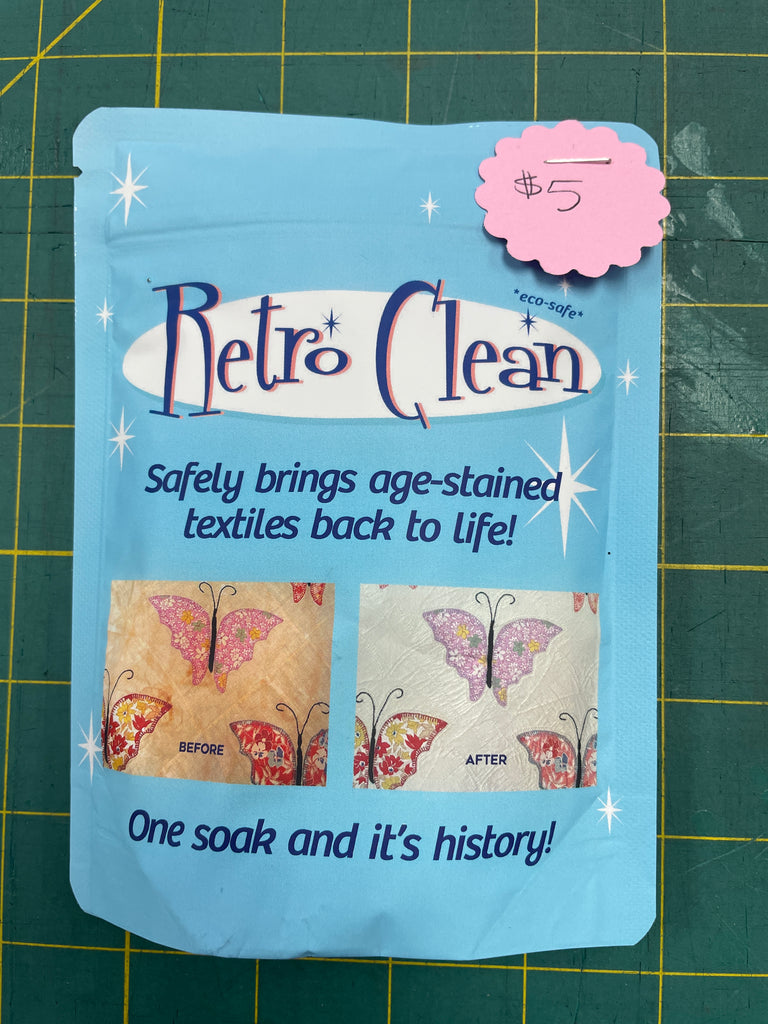 $5
*eco-safe*
Retro Clean
Safely brings age-stained
textiles back to life!
BEFORE
AFTER
One soak and it's history!